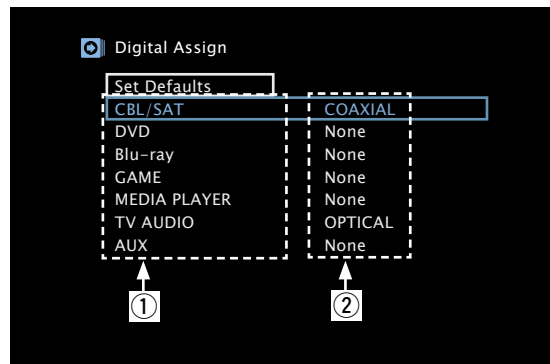 Digital Assign
Set Defaults
CBL/SAT COAXIAL
DVD None
Blu-ray None
GAME None
MEDIA PLAYER None
TV AUDIO OPTICAL
AUX None
① ②